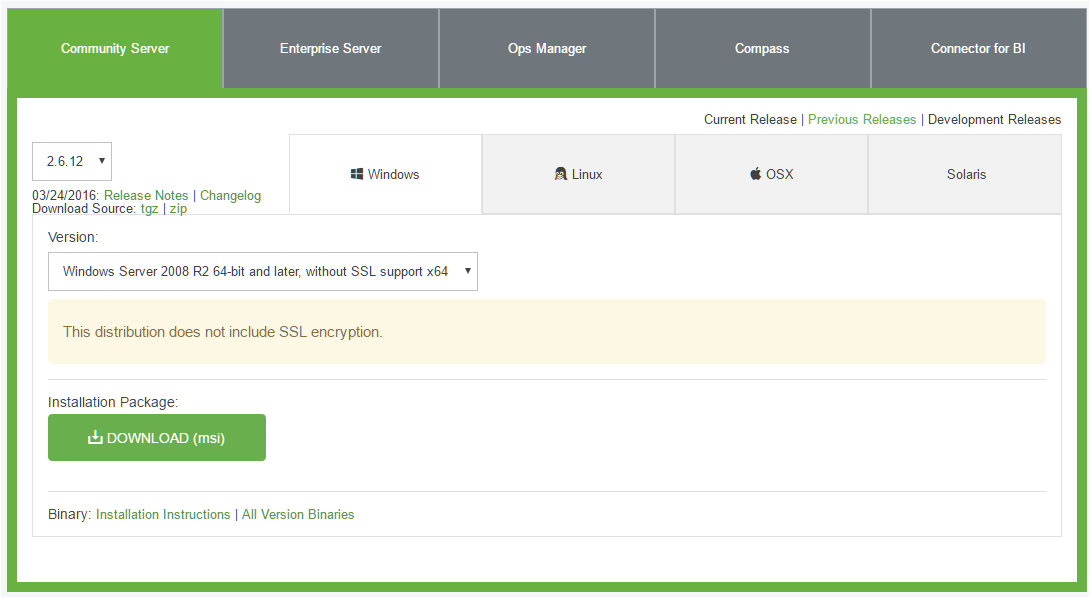 Community Server Enterprise Server Ops Manager Compass Connector for BI
Current Release | Previous Releases | Development Releases
2.6.12
03/24/2016: Release Notes | Changelog
Download Source: tgz | zip
Windows Linux OSX Solaris
Version:
Windows Server 2008 R2 64-bit and later, without SSL support x64
This distribution does not include SSL encryption.
Installation Package:
DOWNLOAD (msi)
Binary: Installation Instructions | All Version Binaries